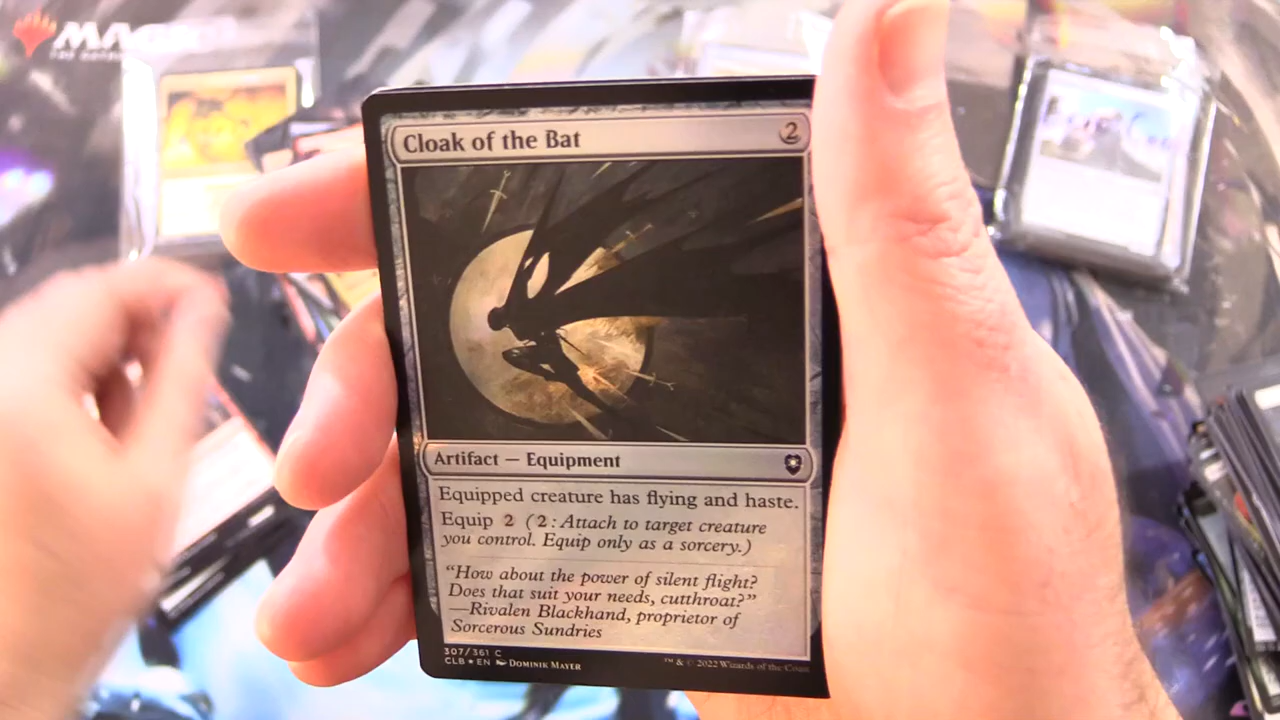 MAGIC
Cloak of the Bat 2
Artifact — Equipment
Equipped creature has flying and haste.
Equip 2 (2: Attach to target creature
you control. Equip only as a sorcery.)
“How about the power of silent flight?
Does that suit your needs, cutthroat?”
—Rivalen Blackhand, proprietor of
Sorcerous Sundries
307/361 C
CLB ★ EN Dominik Mayer
™ & © 2022 Wizards of the Coast